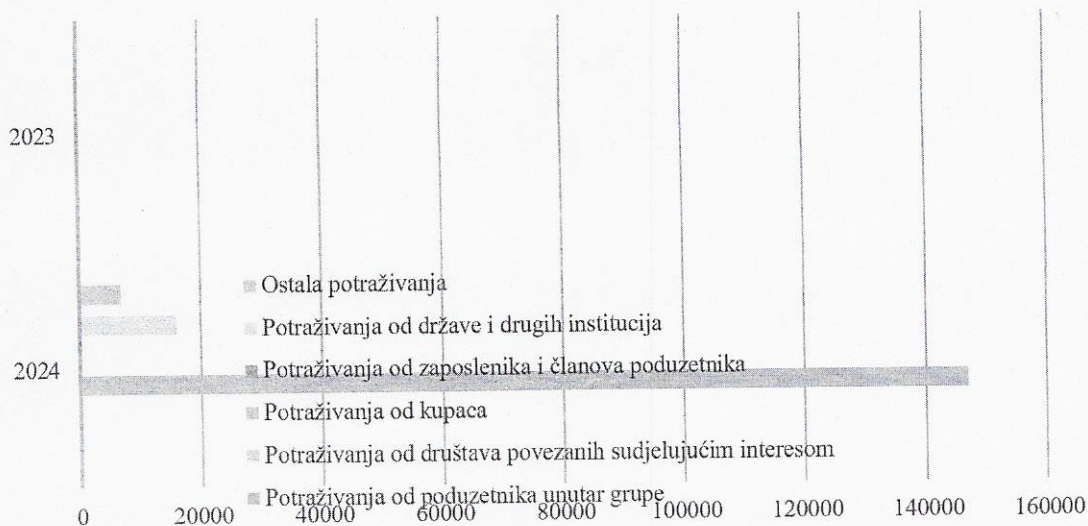 2023
Ostala potraživanja
Potraživanja od države i drugih institucija
2024
Potraživanja od zaposlenika i članova poduzetnika
Potraživanja od kupaca
Potraživanja od društava povezanih sudjelujućim interesom
Potraživanja od poduzetnika unutar grupe
0 20000 40000 60000 80000 100000 120000 140000 160000